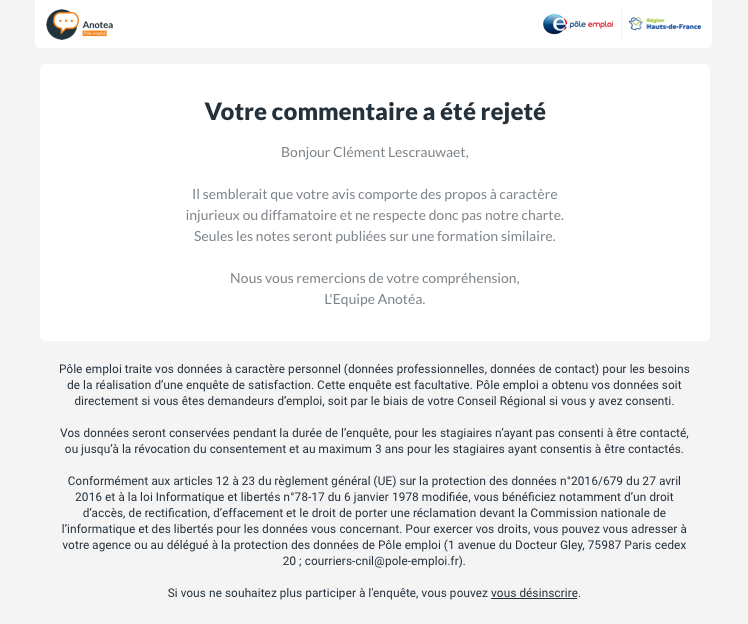 Anotea
Pôle emploi
pôle emploi
Région
Hauts-de-France
Votre commentaire a été rejeté
Bonjour Clément Lescrauwaet,
Il semblerait que votre avis comporte des propos à caractère
injurieux ou diffamatoire et ne respecte donc pas notre charte.
Seules les notes seront publiées sur une formation similaire.
Nous vous remercions de votre compréhension,
L'Equipe Anotéa.
Pôle emploi traite vos données à caractère personnel (données professionnelles, données de contact) pour les besoins
de la réalisation d’une enquête de satisfaction. Cette enquête est facultative. Pôle emploi a obtenu vos données soit
directement si vous êtes demandeurs d’emploi, soit par le biais de votre Conseil Régional si vous y avez consenti.
Vos données seront conservées pendant la durée de l’enquête, pour les stagiaires n’ayant pas consenti à être contacté,
ou jusqu’à la révocation du consentement et au maximum 3 ans pour les stagiaires ayant consentis à être contactés.
Conformément aux articles 12 à 23 du règlement général (UE) sur la protection des données n°2016/679 du 27 avril
2016 et à la loi Informatique et libertés n°78-17 du 6 janvier 1978 modifiée, vous bénéficiez notamment d’un droit
d’accès, de rectification, d’effacement et le droit de porter une réclamation devant la Commission nationale de
l’informatique et des libertés pour les données vous concernant. Pour exercer vos droits, vous pouvez vous adresser à
votre agence ou au délégué à la protection des données de Pôle emploi (1 avenue du Docteur Gley, 75987 Paris cedex
20 ; courriers-cnil@pole-emploi.fr).
Si vous ne souhaitez plus participer à l'enquête, vous pouvez vous désinscrire.